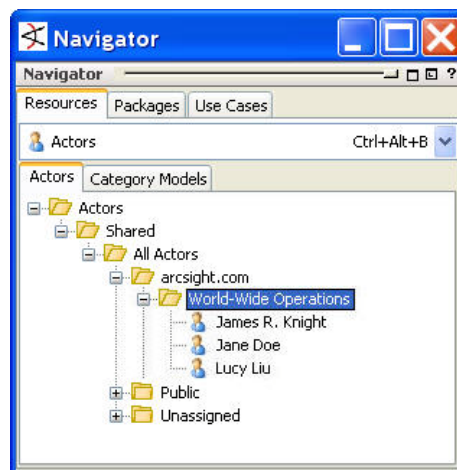 Navigator
Navigator ?
Resources Packages Use Cases
Actors Ctrl+Alt+B
Actors Category Models
Actors
Shared
All Actors
arcsight.com
World-Wide Operations
James R. Knight
Jane Doe
Lucy Liu
Public
Unassigned